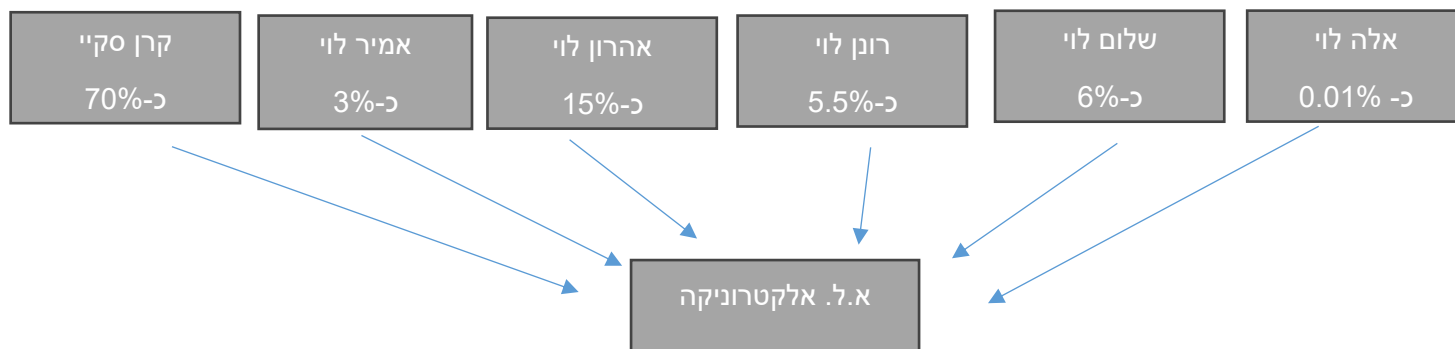 אלה לוי
כ- 0.01%
שלום לוי
כ-6%
רונן לוי
כ-5.5%
אהרון לוי
כ-15%
אמיר לוי
כ-3%
קרן סקיי
כ-70%
א.ל. אלקטרוניקה